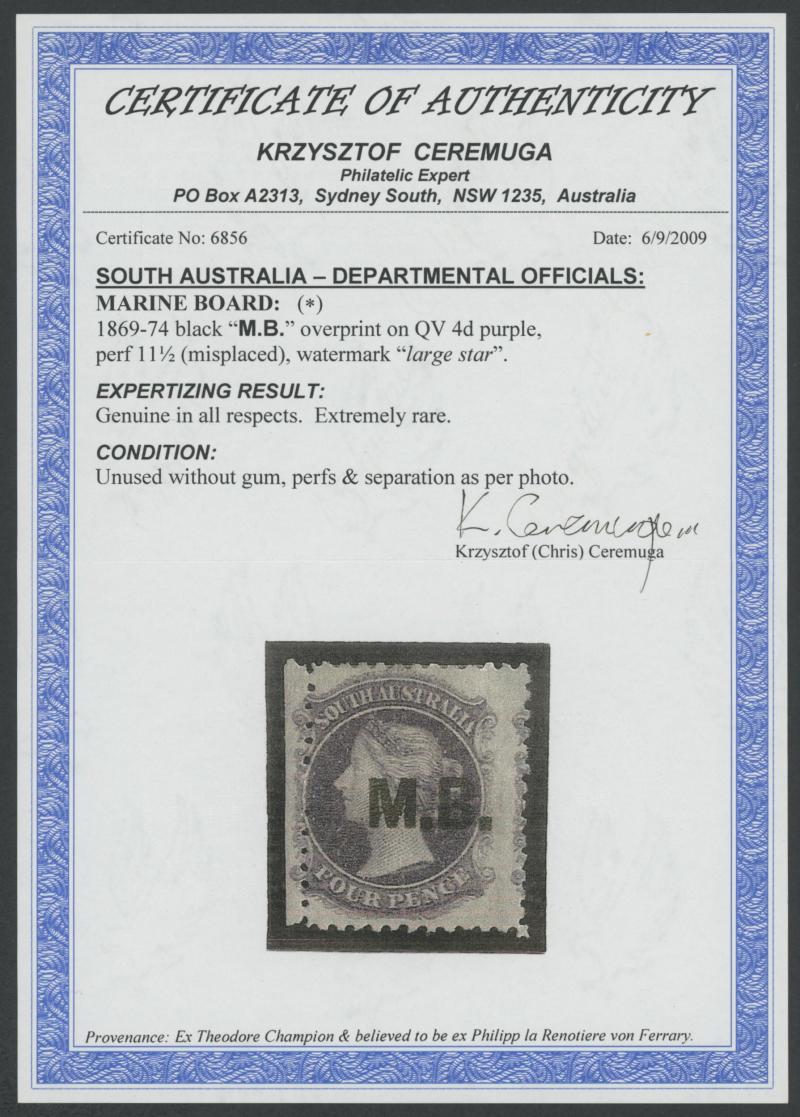 CERTIFICATE OF AUTHENTICITY
KRZYSZTOF CEREMUGA
Philatelic Expert
PO Box A2313, Sydney South, NSW 1235, Australia
Certificate No: 6856 Date: 6/9/2009
SOUTH AUSTRALIA – DEPARTMENTAL OFFICIALS:
MARINE BOARD: (*)
1869-74 black “M.B.” overprint on QV 4d purple,
perf 11½ (misplaced), watermark “large star”.
EXPERTIZING RESULT:
Genuine in all respects. Extremely rare.
CONDITION:
Unused without gum, perfs & separation as per photo.
K. Ceremuga
Krzysztof (Chris) Ceremuga
SOUTH AUSTRALIA
M.B.
FOUR PENCE
Provenance: Ex Theodore Champion & believed to be ex Philipp la Renotiere von Ferrary.